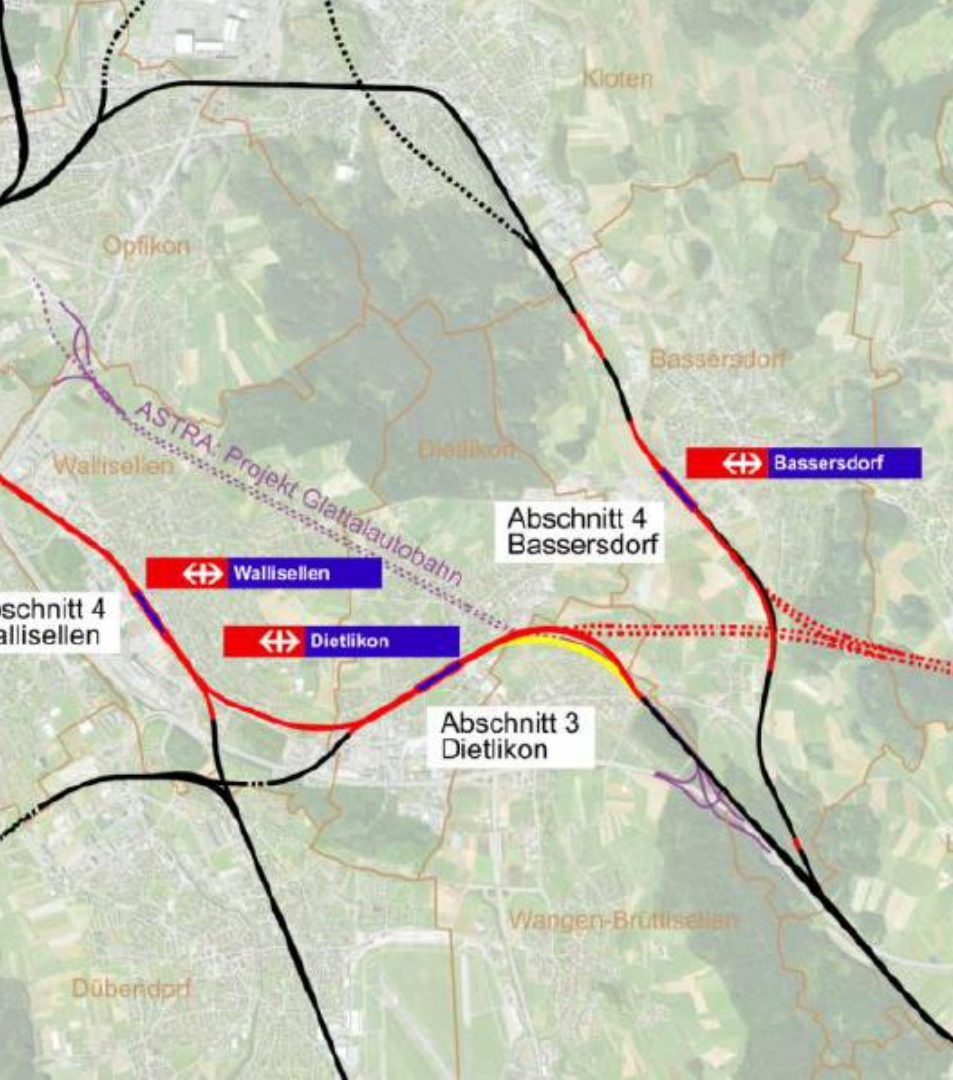 Kloten
Opfikon
Bassersdorf
ASTRA: Projekt Glattalautobahn
Dietlikon
Wallisellen
Bassersdorf
Abschnitt 4
Bassersdorf
Wallisellen
schnitt 4
allisellen
Dietlikon
Abschnitt 3
Dietlikon
Wangen-Brüttisellen
Dübendorf